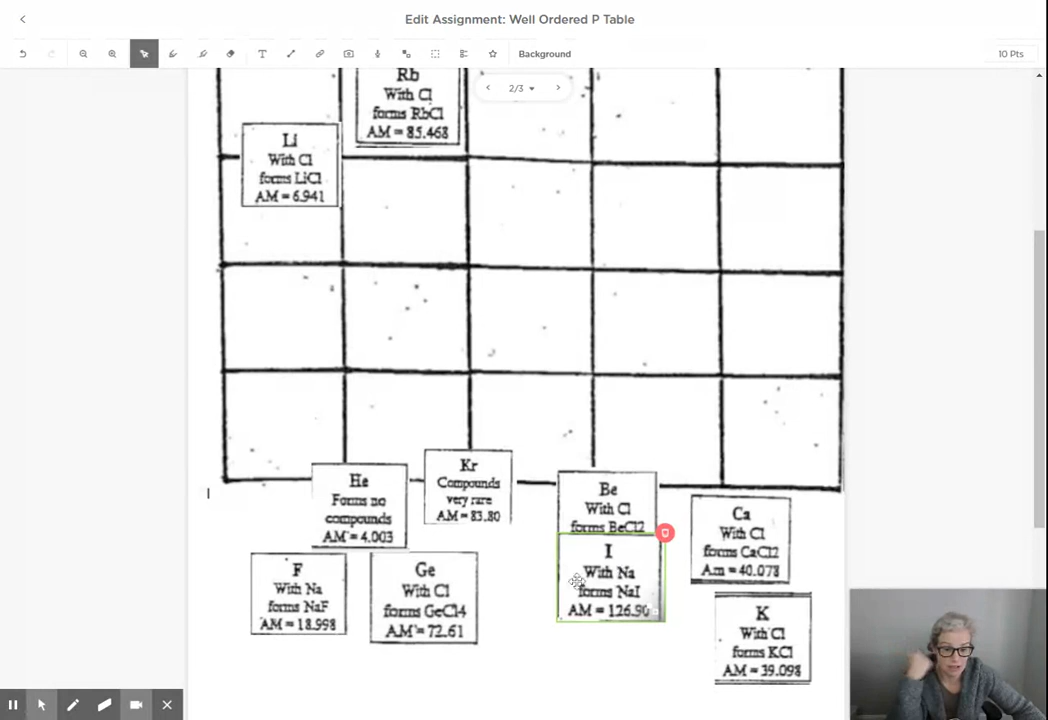 Edit Assignment: Well Ordered P Table
Background
10 Pts
2/3
Rb
With Cl
forms RbCl
AM = 85.468
Li
With Cl
forms LiCl
AM = 6.941
He
Forms no
compounds
AM = 4.003
Kr
Compounds
very rare
AM = 83.80
Be
With Cl
forms BeCl2
Ca
With Cl
forms CaCl2
Am = 40.078
F
With Na
forms NaF
AM = 18.998
Ge
With Cl
forms GeCl4
AM = 72.61
I
With Na
forms NaI
AM = 126.90
K
With Cl
forms KCl
AM = 39.098